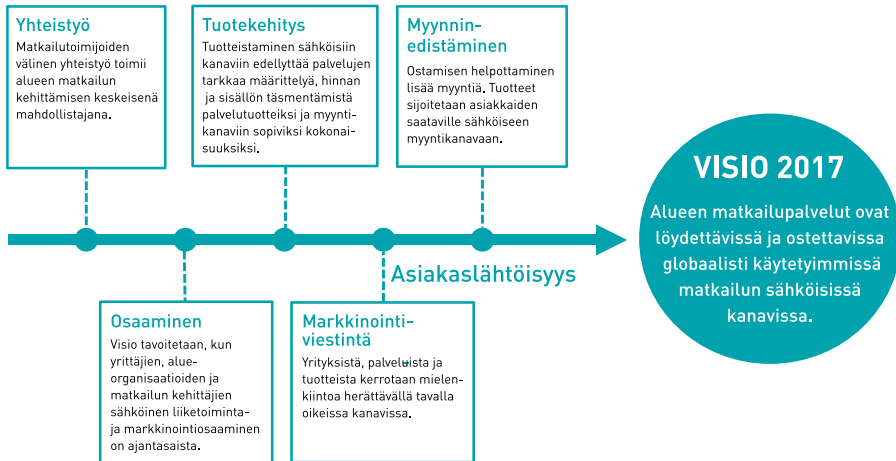 Yhteistyö
Matkailutoimijoiden
välinen yhteistyö toimii
alueen matkailun
kehittämisen keskeisenä
mahdollistajana.
Tuotekehitys
Tuotteistaminen sähköisiin
kanaviin edellyttää palvelujen
tarkkaa määrittelyä, hinnan
ja sisällön täsmentämistä
palvelutuotteiksi ja myynti-
kanaviin sopiviksi kokonai-
suuksiksi.
Myynnin-
edistäminen
Ostamisen helpottaminen
lisää myyntiä. Tuotteet
sijoitetaan asiakkaiden
saataville sähköiseen
myyntikanavaan.
VISIO 2017
Alueen matkailupalvelut ovat
löydettävissä ja ostettavissa
globaalisti käytetyimmissä
matkailun sähköisissä
kanavissa.
Asiakaslähtöisyys
Osaaminen
Visio tavoitetaan, kun
yrittäjien, alue-
organisaatioiden ja
matkailun kehittäjien
sähköinen liiketoiminta-
ja markkinointiosaaminen
on ajantasaista.
Markkinointi-
viestintä
Yrityksistä, palveluista ja
tuotteista kerrotaan mielen-
kiintoa herättävällä tavalla
oikeissa kanavissa.